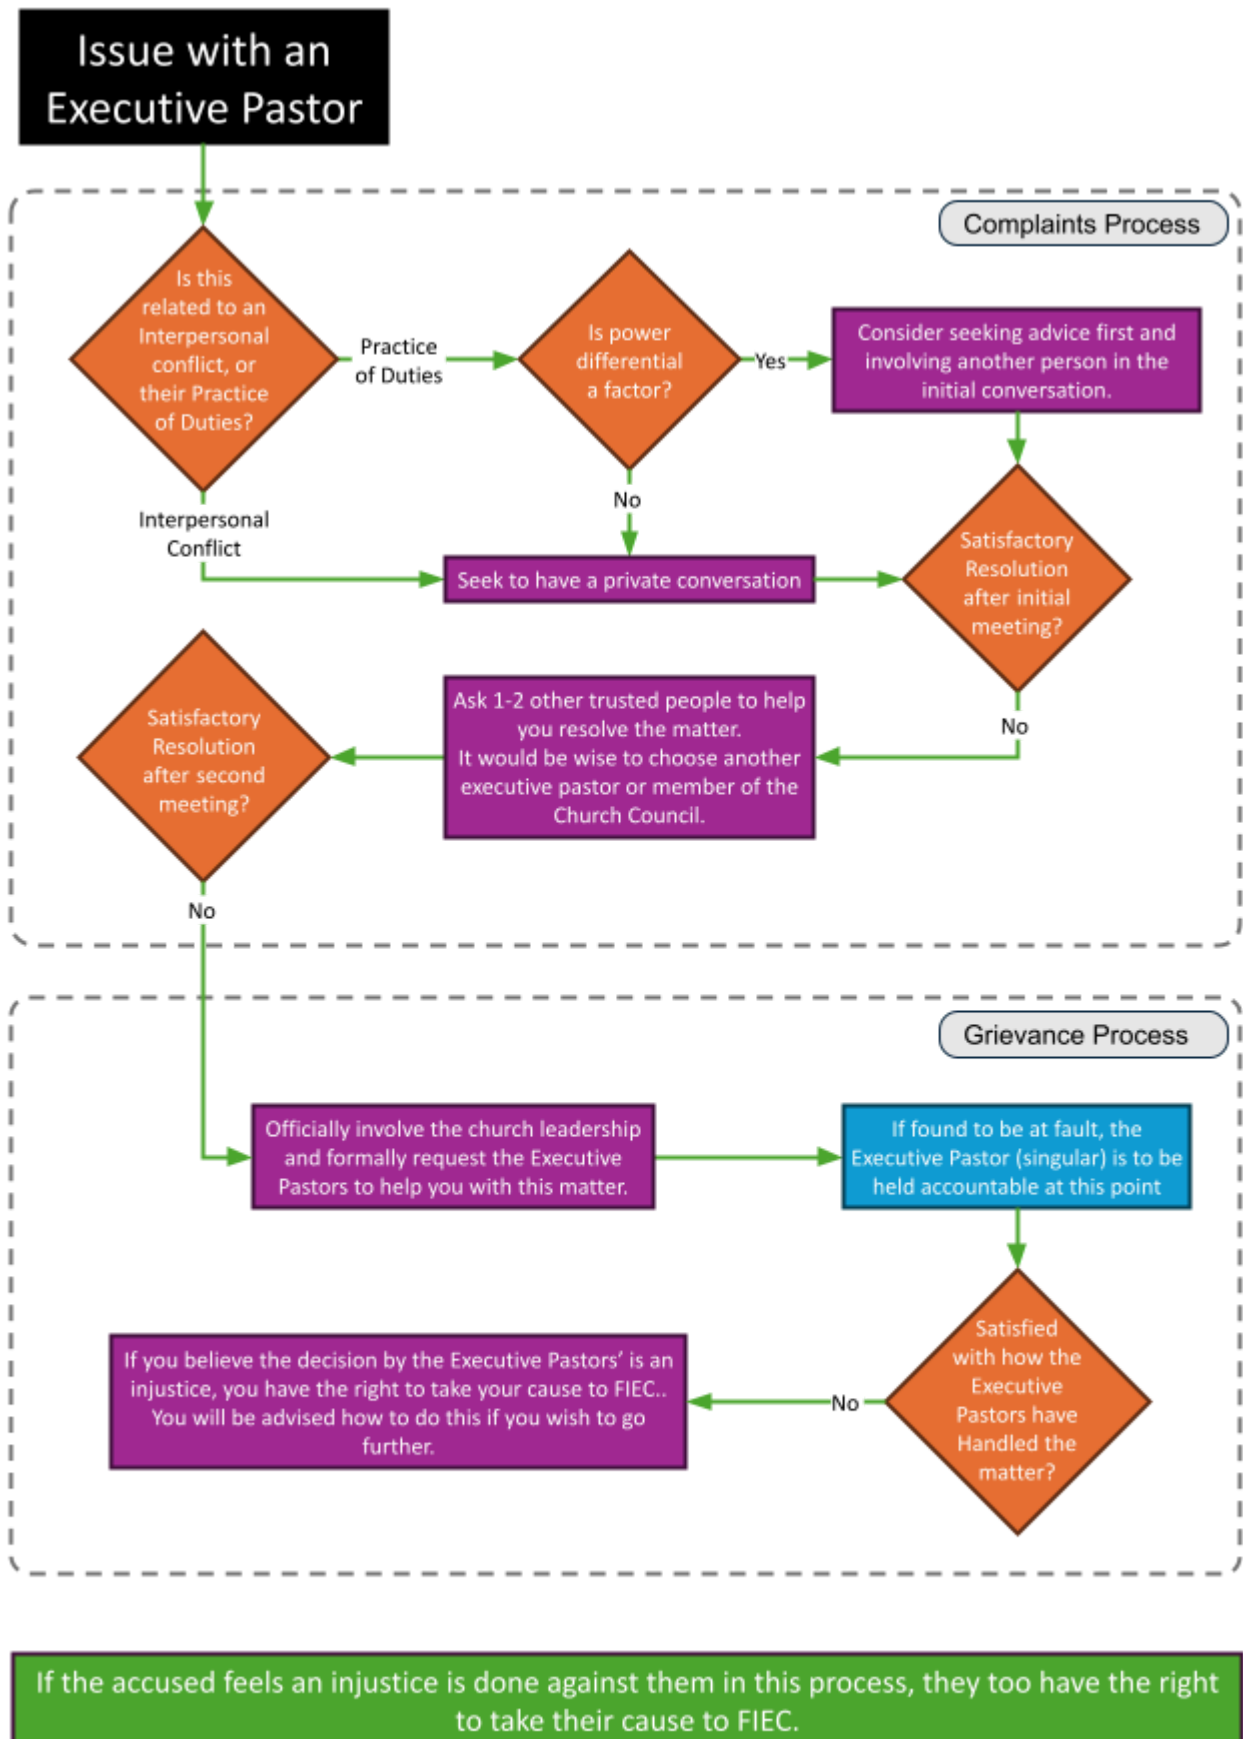 Issue with an
Executive Pastor
Complaints Process
Is this
related to an
Interpersonal
conflict, or
their Practice
of Duties?
Practice
of Duties
Is power
differential
a factor?
Yes
Consider seeking advice first and
involving another person in the
initial conversation.
No
Interpersonal
Conflict
Seek to have a private conversation
Satisfactory
Resolution
after initial
meeting?
No
Ask 1-2 other trusted people to help
you resolve the matter.
It would be wise to choose another
executive pastor or member of the
Church Council.
Satisfactory
Resolution
after second
meeting?
No
Grievance Process
Officially involve the church leadership
and formally request the Executive
Pastors to help you with this matter.
If found to be at fault, the
Executive Pastor (singular) is to be
held accountable at this point
Satisfied
with how the
Executive
Pastors have
Handled the
matter?
No
If you believe the decision by the Executive Pastors’ is an
injustice, you have the right to take your cause to FIEC..
You will be advised how to do this if you wish to go
further.
If the accused feels an injustice is done against them in this process, they too have the right
to take their cause to FIEC.